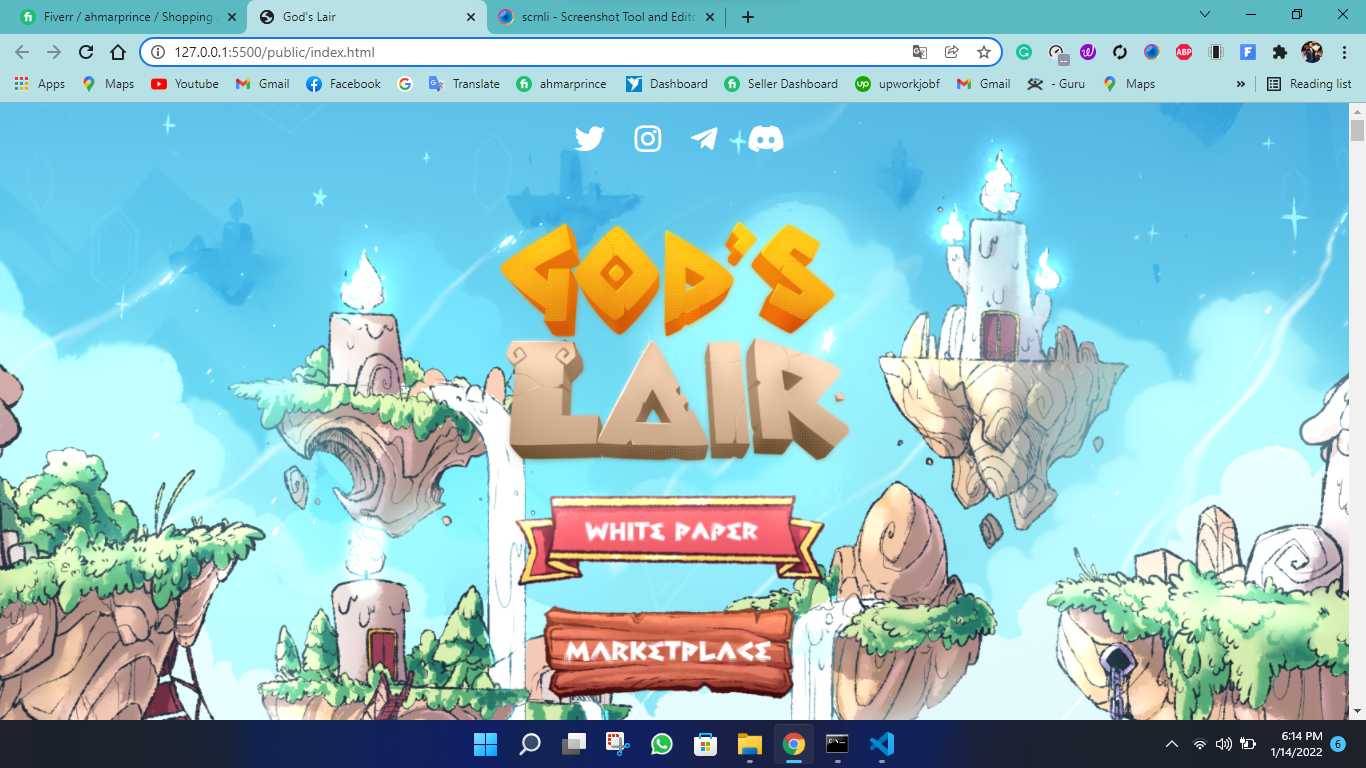 Fiverr / ahmarprince / Shopping
God's Lair
scrnli - Screenshot Tool and Edito
127.0.0.1:5500/public/index.html
ABP
Apps
Maps
Youtube
Gmail
Facebook
Translate
ahmarprince
Dashboard
Seller Dashboard
upworkjobf
Gmail
- Guru
Maps
»
Reading list
GOD'S
LAIR
WHITE PAPER
MARKETPLACE
6:14 PM
1/14/2022
6